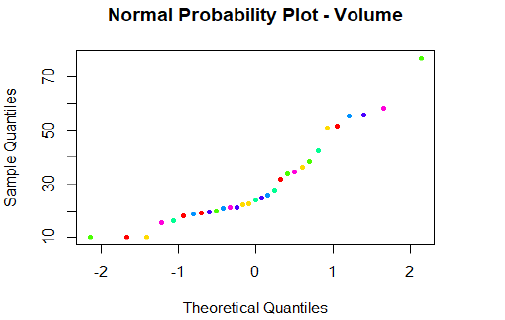 Normal Probability Plot - Volume
Sample Quantiles
70
50
30
10
-2 -1 0 1 2
Theoretical Quantiles